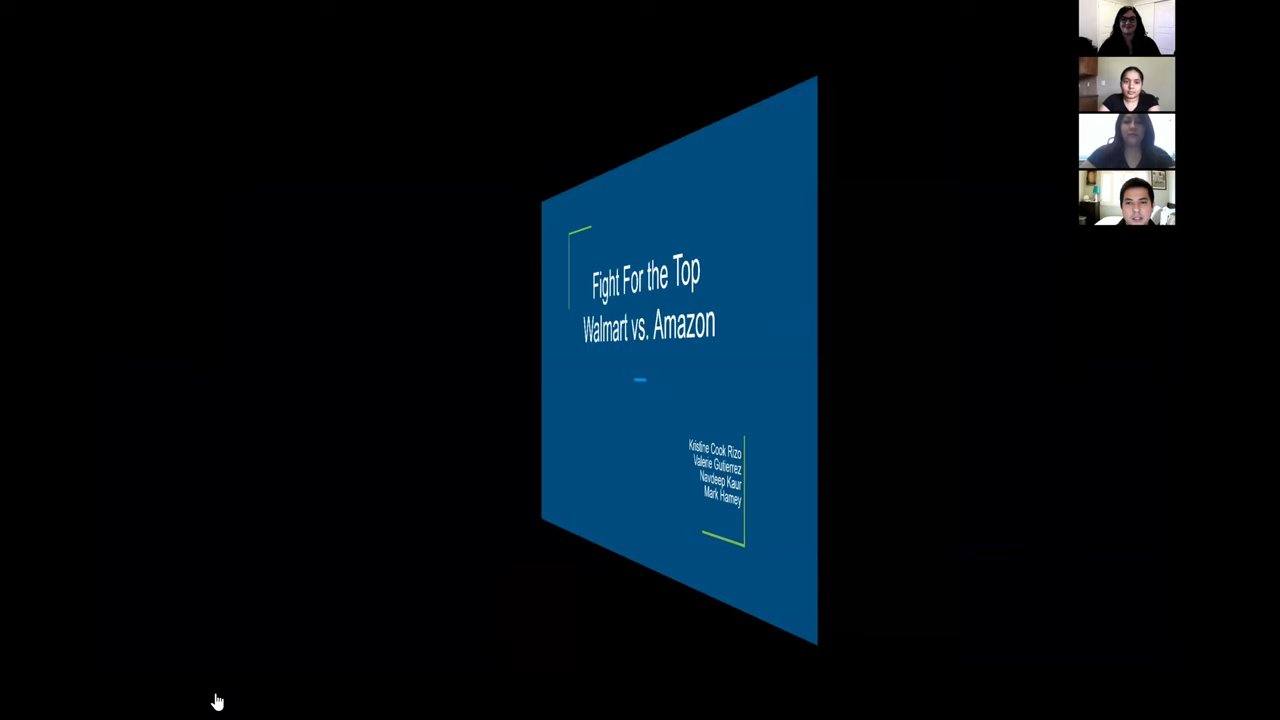 Fight For the Top
Walmart vs. Amazon
Kristine Cook Rizo
Valerie Gutierrez
Navdeep Kaur
Mark Harney